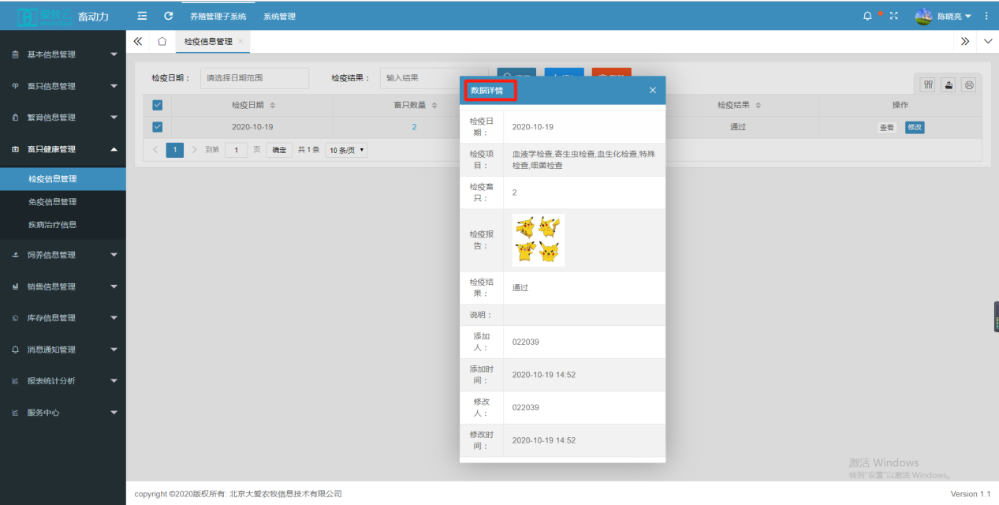 爱牧云 畜动力
养殖管理子系统 系统管理
陈晓亮
检疫信息管理
基本信息管理
畜只信息管理
繁育信息管理
畜只健康管理
检疫信息管理
免疫信息管理
疾病治疗信息
饲养信息管理
销售信息管理
库存信息管理
消息通知管理
报表统计分析
服务中心
检疫日期： 请选择日期范围 检疫结果： 输入结果
检疫日期 畜只数量 检疫结果 操作
2020-10-19 2 通过 查看 修改
1 到第 1 页 确定 共 1 条 10 条/页
数据详情
检疫日
期：
2020-10-19
检疫项
目：
血液学检查,寄生虫检查,血生化检查,特殊
检查,细菌检查
检疫畜
只：
2
检疫报
告：
检疫结
果：
通过
说明：
添加
人：
022039
添加时
间：
2020-10-19 14:52
修改
人：
022039
修改时
间：
2020-10-19 14:52
激活 Windows
转到"设置"以激活 Windows。
copyright ©2020版权所有: 北京大爱农牧信息技术有限公司
Version 1.1